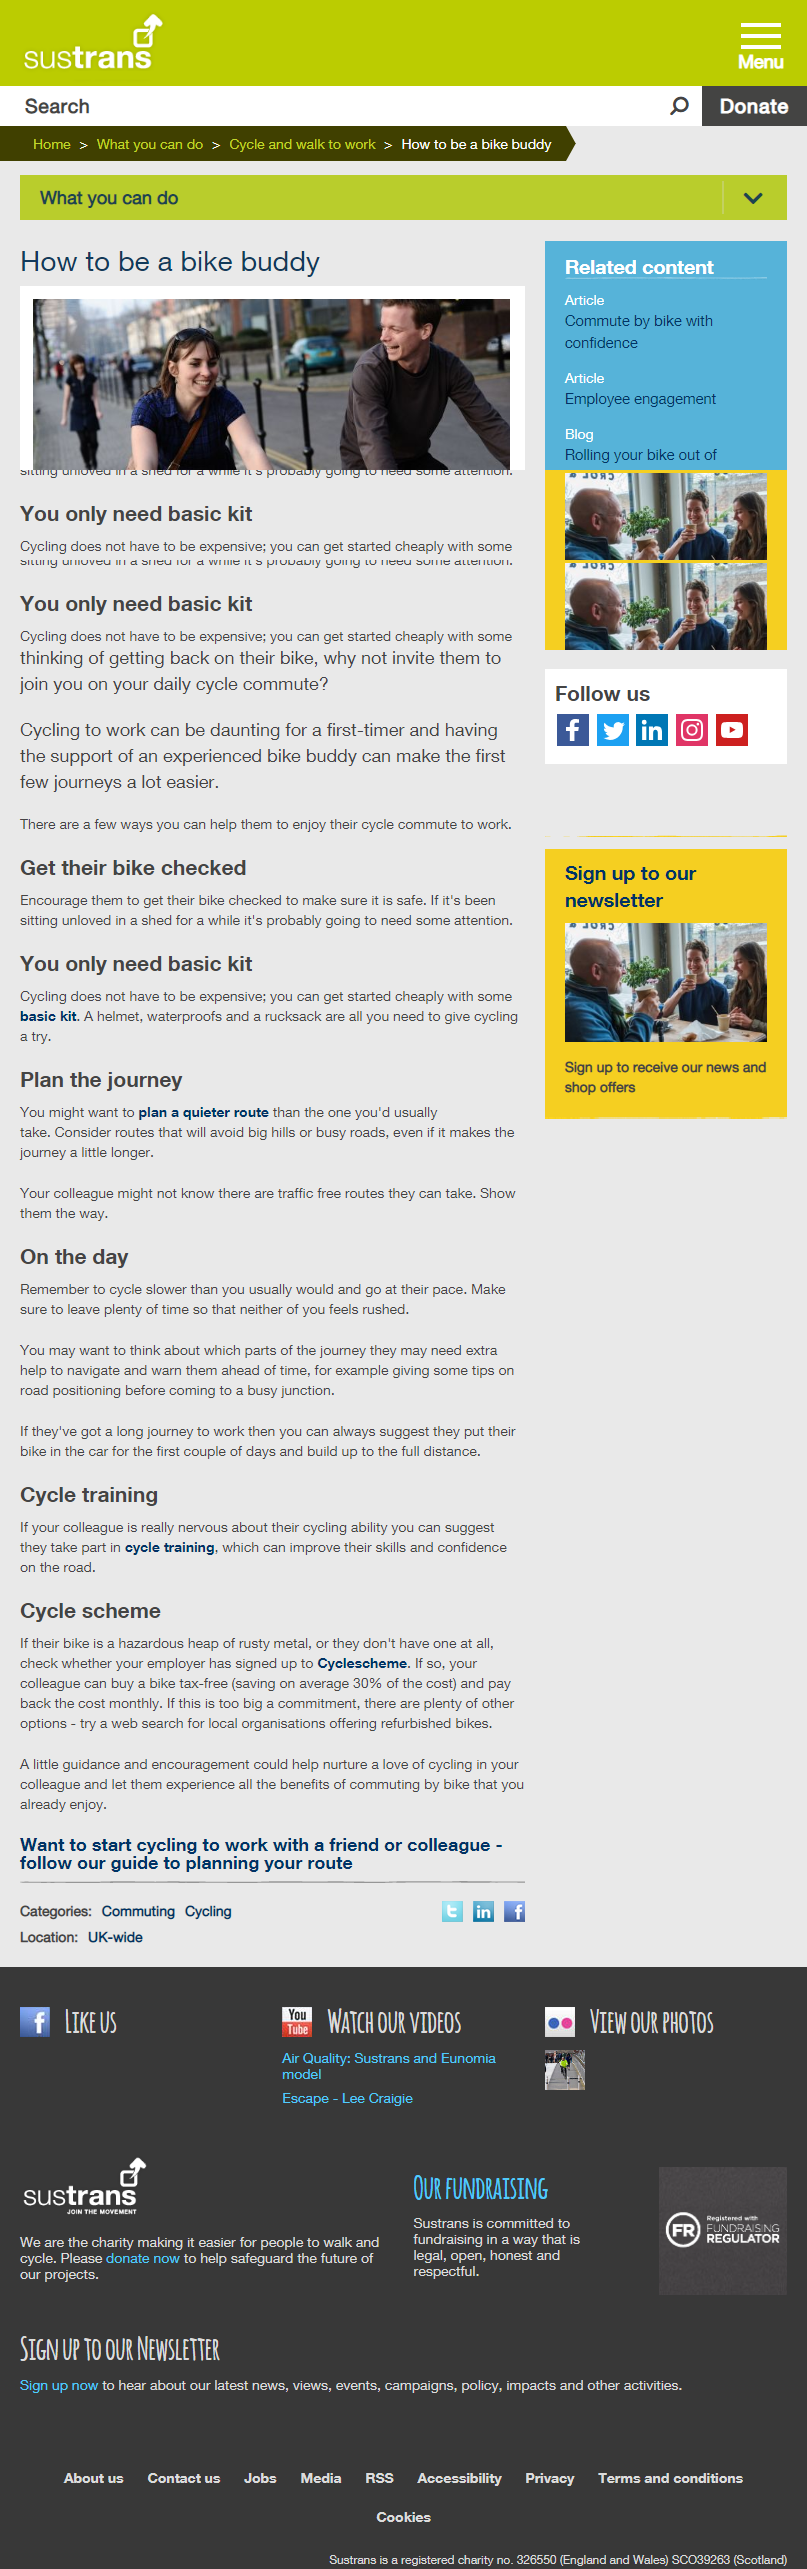 sustrans
Menu
Search
Donate
Home > What you can do > Cycle and walk to work > How to be a bike buddy
What you can do
How to be a bike buddy
sitting unloved in a shed for a while it's probably going to need some attention.
You only need basic kit
Cycling does not have to be expensive; you can get started cheaply with some
sitting unloved in a shed for a while it's probably going to need some attention.
You only need basic kit
Cycling does not have to be expensive; you can get started cheaply with some
thinking of getting back on their bike, why not invite them to
join you on your daily cycle commute?
Cycling to work can be daunting for a first-timer and having
the support of an experienced bike buddy can make the first
few journeys a lot easier.
There are a few ways you can help them to enjoy their cycle commute to work.
Get their bike checked
Encourage them to get their bike checked to make sure it is safe. If it's been
sitting unloved in a shed for a while it's probably going to need some attention.
You only need basic kit
Cycling does not have to be expensive; you can get started cheaply with some
basic kit. A helmet, waterproofs and a rucksack are all you need to give cycling
a try.
Plan the journey
You might want to plan a quieter route than the one you'd usually
take. Consider routes that will avoid big hills or busy roads, even if it makes the
journey a little longer.
Your colleague might not know there are traffic free routes they can take. Show
them the way.
On the day
Remember to cycle slower than you usually would and go at their pace. Make
sure to leave plenty of time so that neither of you feels rushed.
You may want to think about which parts of the journey they may need extra
help to navigate and warn them ahead of time, for example giving some tips on
road positioning before coming to a busy junction.
If they've got a long journey to work then you can always suggest they put their
bike in the car for the first couple of days and build up to the full distance.
Cycle training
If your colleague is really nervous about their cycling ability you can suggest
they take part in cycle training, which can improve their skills and confidence
on the road.
Cycle scheme
If their bike is a hazardous heap of rusty metal, or they don't have one at all,
check whether your employer has signed up to Cyclescheme. If so, your
colleague can buy a bike tax-free (saving on average 30% of the cost) and pay
back the cost monthly. If this is too big a commitment, there are plenty of other
options - try a web search for local organisations offering refurbished bikes.
A little guidance and encouragement could help nurture a love of cycling in your
colleague and let them experience all the benefits of commuting by bike that you
already enjoy.
Want to start cycling to work with a friend or colleague -
follow our guide to planning your route
Categories: Commuting Cycling
Location: UK-wide
Related content
Article
Commute by bike with
confidence
Article
Employee engagement
Blog
Rolling your bike out of
Follow us
Sign up to our
newsletter
Sign up to receive our news and
shop offers
Like us
You
Tube
Watch our videos
Air Quality: Sustrans and Eunomia
model
Escape - Lee Craigie
View our photos
sustrans
JOIN THE MOVEMENT
We are the charity making it easier for people to walk and
cycle. Please donate now to help safeguard the future of
our projects.
Our fundraising
Sustrans is committed to
fundraising in a way that is
legal, open, honest and
respectful.
FR
Registered with
FUNDRAISING
REGULATOR
Sign up to our Newsletter
Sign up now to hear about our latest news, views, events, campaigns, policy, impacts and other activities.
About us Contact us Jobs Media RSS Accessibility Privacy Terms and conditions
Cookies
Sustrans is a registered charity no. 326550 (England and Wales) SCO39263 (Scotland)